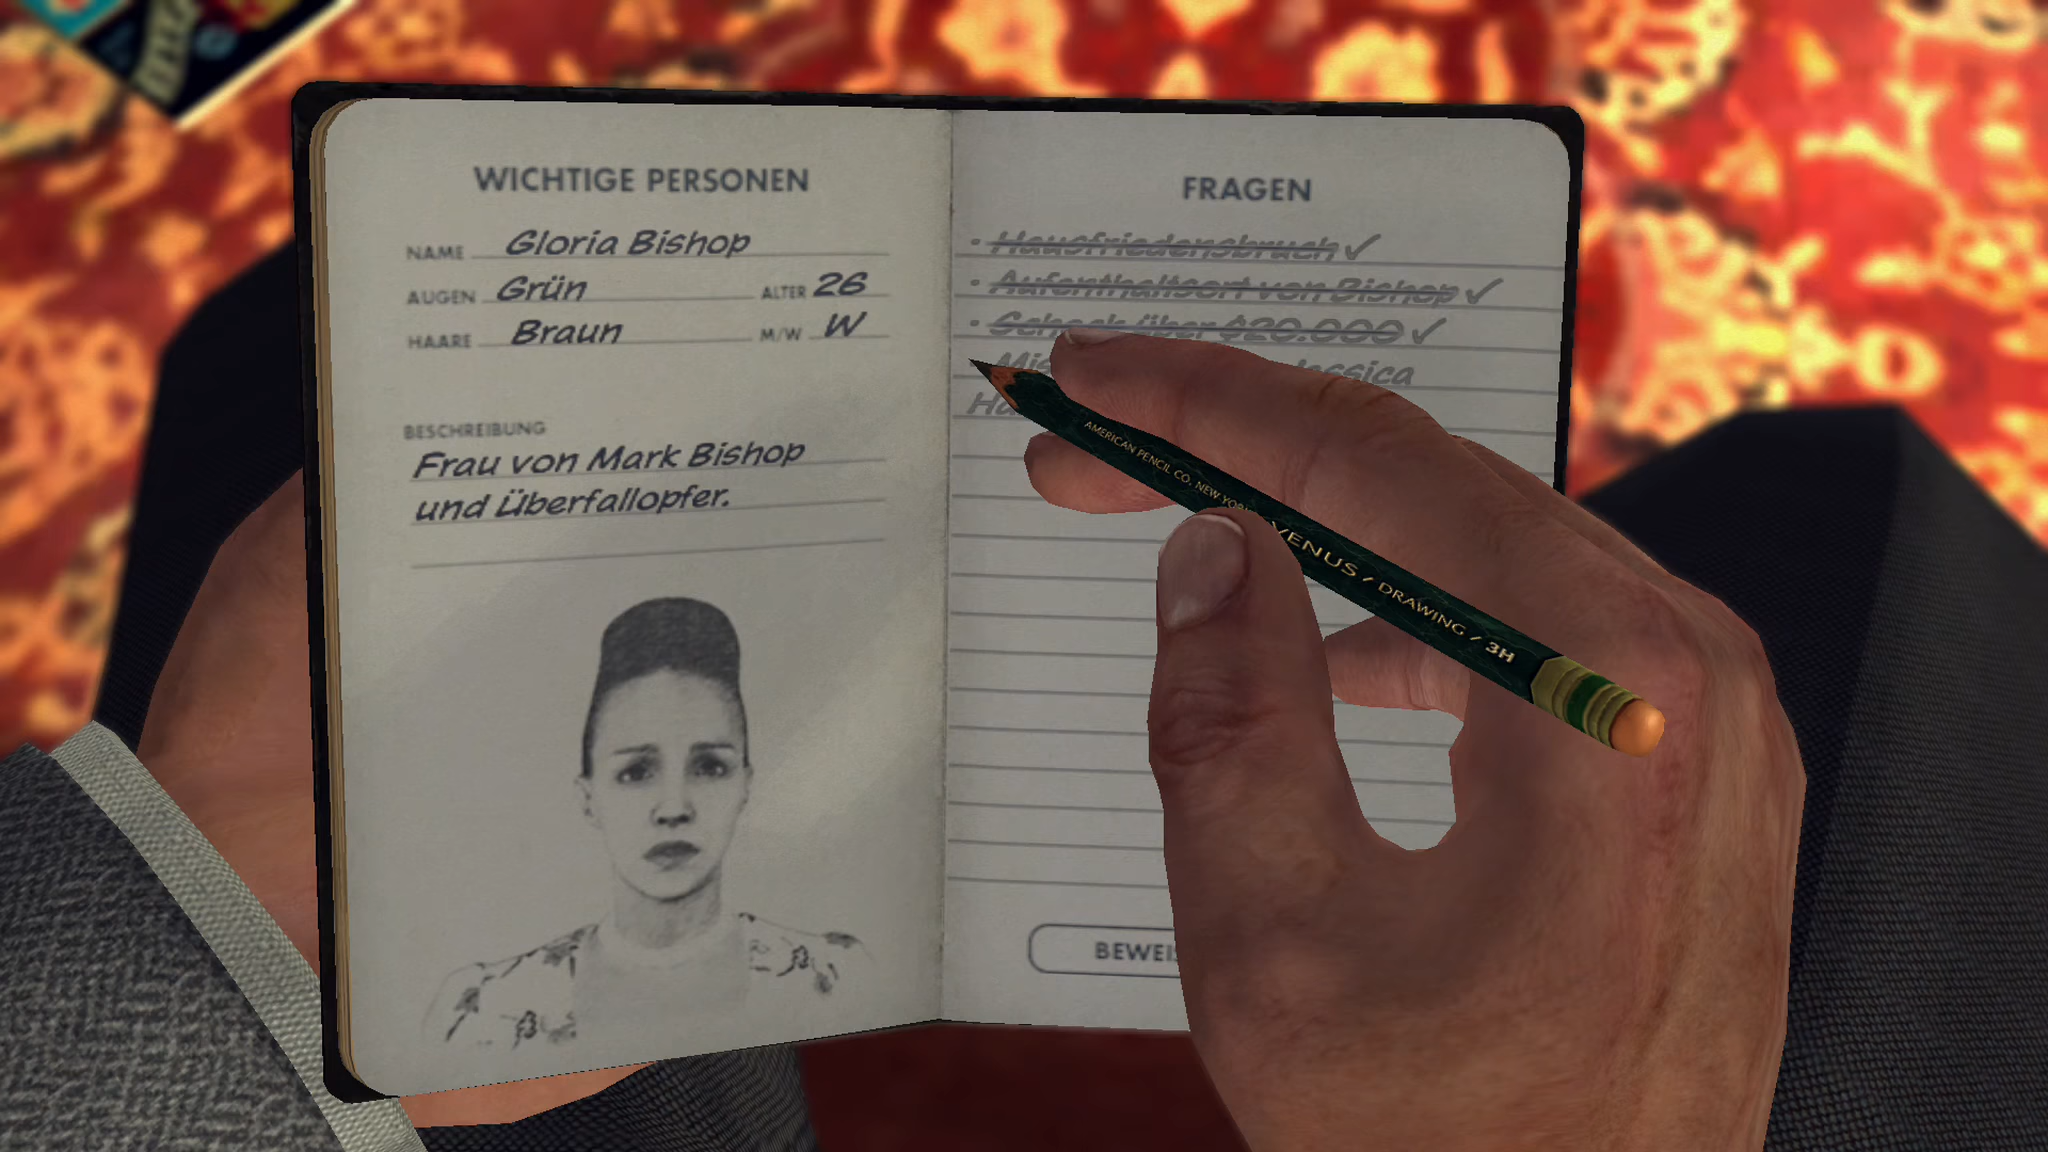 WICHTIGE PERSONEN
NAME Gloria Bishop
AUGEN Grün ALTER 26
HAARE Braun M/W W
BESCHREIBUNG
Frau von Mark Bishop
und Überfallopfer.
FRAGEN
· Hausfriedensbruch ✓
· Aufenthaltsort von Bishop ✓
· Scheck über $20.000 ✓
Jessica
AMERICAN PENCIL CO. NEW YORK VENUS / DRAWING / 3H